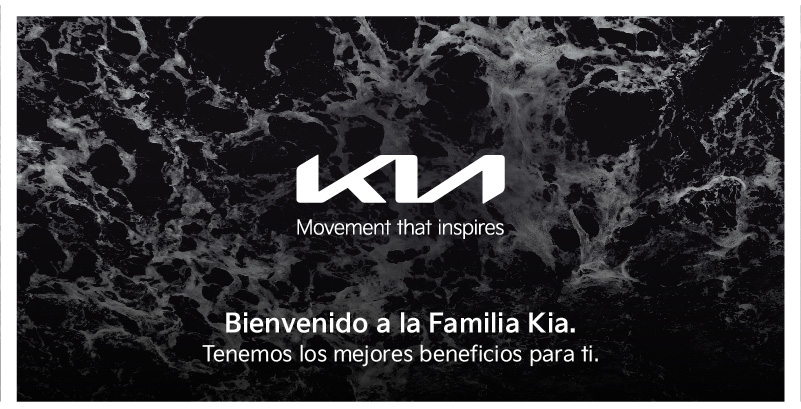 KIA
Movement that inspires
Bienvenido a la Familia Kia.
Tenemos los mejores beneficios para ti.